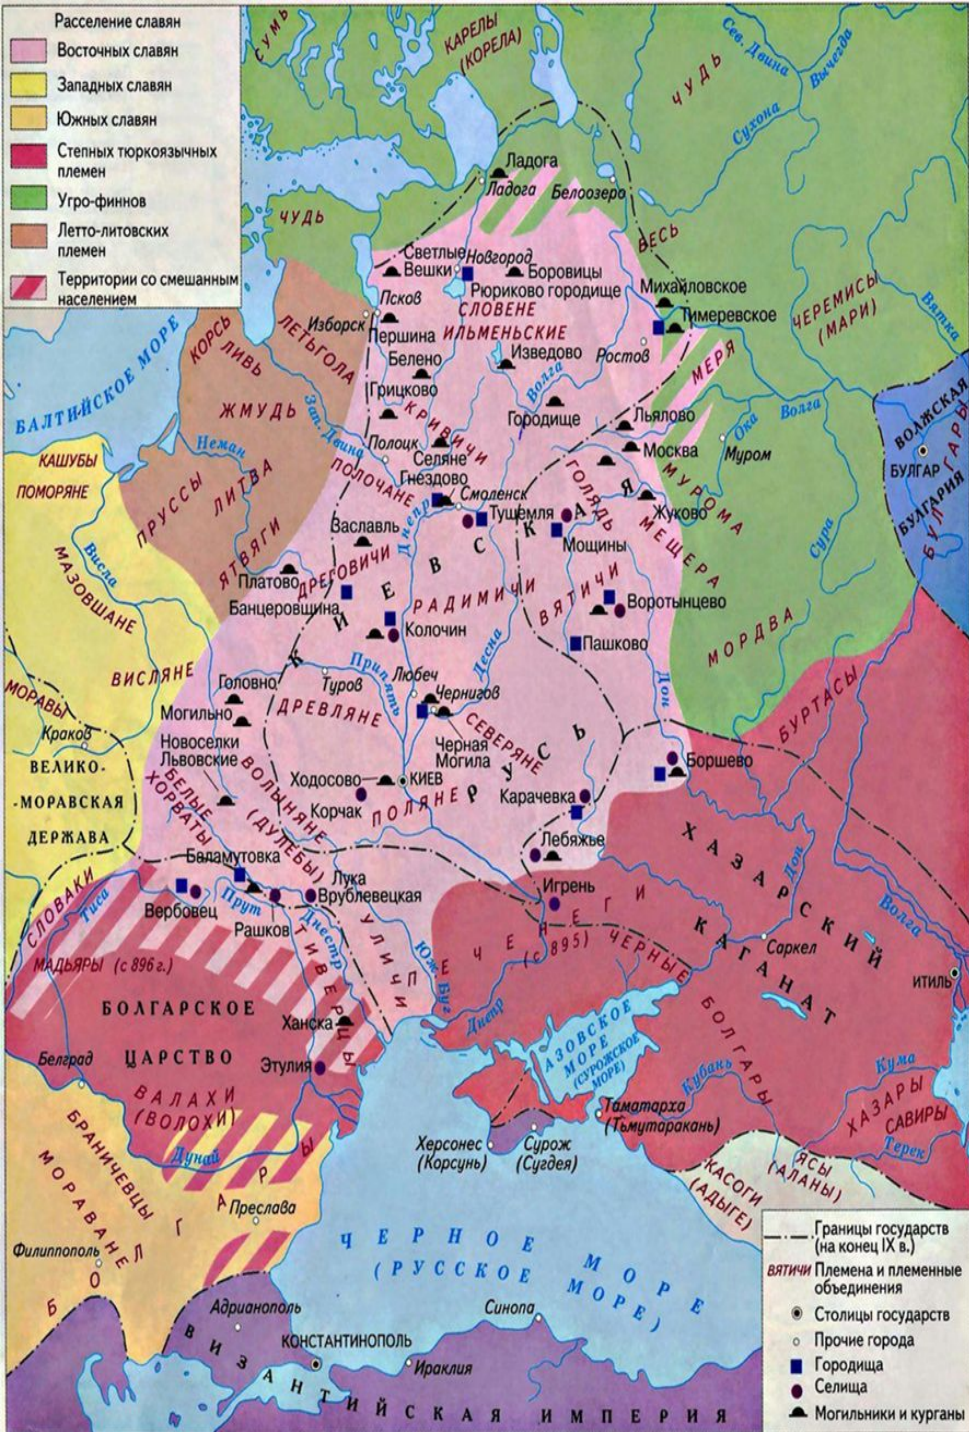 Расселение славян
Восточных славян
Западных славян
Южных славян
Степных тюркоязычных
племен
Угро-финнов
Летто-литовских
племен
Территории со смешанным
населением
СУМЬ
КАРЕЛЫ
(КОРЕЛА)
ЧУДЬ
Сев. Двина
Вычегда
Сухона
Ладога
Ладога
Белоозеро
ЧУДЬ
ВЕСЬ
Светлые
Вешки
Новгород
Боровицы
Рюриково городище
Михайловское
Тимеревское
ЧЕРЕМИСЫ
(МАРИ)
Вятка
Псков
Изборск
Першина
СЛОВЕНЕ
ИЛЬМЕНЬСКИЕ
Ростов
МЕРЯ
БАЛТИЙСКОЕ МОРЕ
КОРСЬ
ЛИВЬ
ЛЕТЬГОЛА
ЖМУДЬ
Белено
Грицково
Изведово
Волга
Городище
Льялово
Москва
Ока
Волга
Муром
ВОЛЖСКАЯ
БУЛГАРИЯ
БУЛГАР
БУЛГАРЫ
КРИВИЧИ
Зап. Двина
Полоцк
Селяне
Гнездово
Смоленск
ПОЛОЧАНЕ
Неман
ПРУССЫ
ЛИТВА
ЯТВЯГИ
КАШУБЫ
ПОМОРЯНЕ
Висла
МАЗОВШАНЕ
ВИСЛЯНЕ
МОРАВЫ
Краков
ВЕЛИКО-
-МОРАВСКАЯ
ДЕРЖАВА
Тушемля
ГОЛЯДЬ
МУРОМА
МЕЩЕРА
Жуково
Мощины
Сура
МОРДВА
Заславль
Днепр
Платово
ДРЕГОВИЧИ
Банцеровщина
РАДИМИЧИ
ВЯТИЧИ
Воротынцево
Колочин
Пашково
КИЕВСКАЯ
РУСЬ
Десна
Дон
Припять
Туров
Любеч
Чернигов
ДРЕВЛЯНЕ
СЕВЕРЯНЕ
Черная
Могила
Головно
Могильно
Новоселки
Львовские
Ходосово
КИЕВ
Корчак
ПОЛЯНЕ
Карачевка
Боршево
БУРТАСЫ
БЕЛЫЕ
ХОРВАТЫ
ВОЛЫНЯНЕ
(ДУЛЕБЫ)
Лебяжье
Игрень
Баламутовка
Вербовец
Прут
Рашков
Лука
Врублевецкая
Днестр
УЛИЧИ
ТИВЕРЦЫ
Юж. Буг
СЛОВАКИ
Тиса
МАДЬЯРЫ (с 896 г.)
БОЛГАРСКОЕ
ЦАРСТВО
Ханска
Этулия
ПЕЧЕНЕГИ
(с 895)
Днепр
ЧЕРНЫЕ
БОЛГАРЫ
ХАЗАРСКИЙ
КАГАНАТ
Дон
Саркел
Волга
ИТИЛЬ
АЗОВСКОЕ
МОРЕ
(СУРОЖСКОЕ
МОРЕ)
Кубань
Кума
ХАЗАРЫ
САВИРЫ
Терек
ЯСЫ
(АЛАНЫ)
КАСОГИ
(АДЫГЕ)
Таматарха
(Тьмутаракань)
Херсонес
(Корсунь)
Сурож
(Сугдея)
Белград
ВАЛАХИ
(ВОЛОХИ)
Дунай
БРАНИЧЕВЦЫ
МОРАВАНЕ
БОЛГАРЫ
Преслава
Филиппополь
ЧЕРНОЕ МОРЕ
(РУССКОЕ МОРЕ)
Адрианополь
КОНСТАНТИНОПОЛЬ
Синопа
Ираклия
ВИЗАНТИЙСКАЯ ИМПЕРИЯ
Границы государств
(на конец IX в.)
ВЯТИЧИ Племена и племенные
объединения
Столицы государств
Прочие города
Городища
Селища
Могильники и курганы